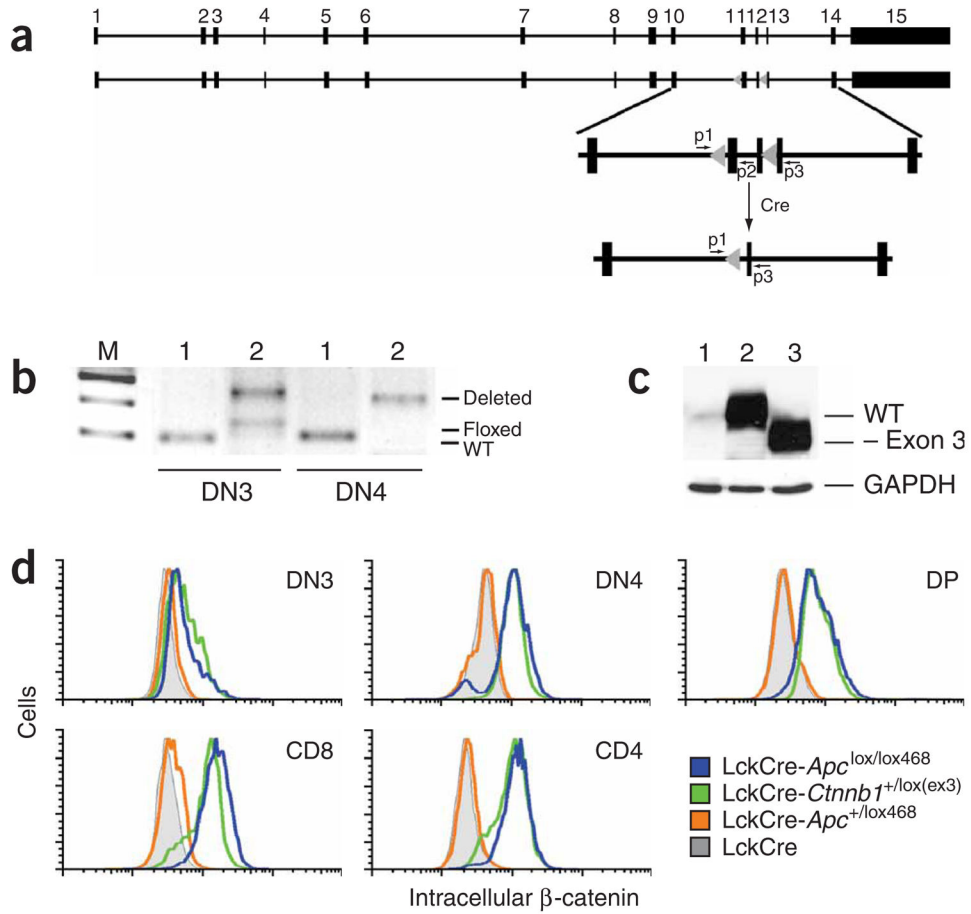 a
1 2 3 4 5 6 7 8 9 10 11 12 13 14 15
p1
p2 p3
Cre
p1
p3
b
M 1 2 1 2
Deleted
Floxed
WT
DN3 DN4
c
1 2 3
WT
– Exon 3
GAPDH
d
DN3 DN4 DP
Cells
CD8 CD4
LckCre-Apc^lox/lox468
LckCre-Ctnnb1^+/lox(ex3)
LckCre-Apc^+/lox468
LckCre
Intracellular β-catenin